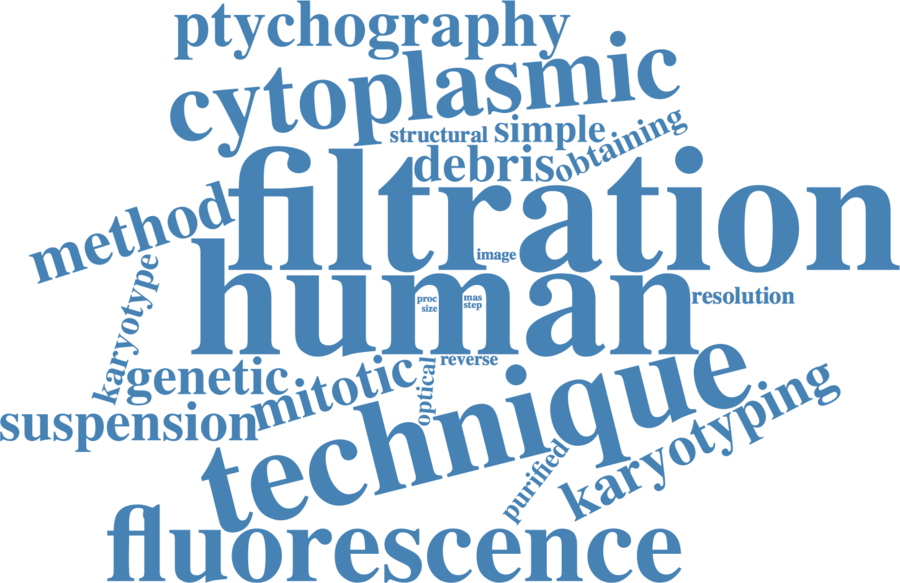 ptychography
cytoplasmic
structural
simple
obtaining
debris
filtration
method
image
human
karyotype
proc
size
mas
step
resolution
reverse
genetic
mitotic
optical
suspension
technique
karyotyping
purified
fluorescence